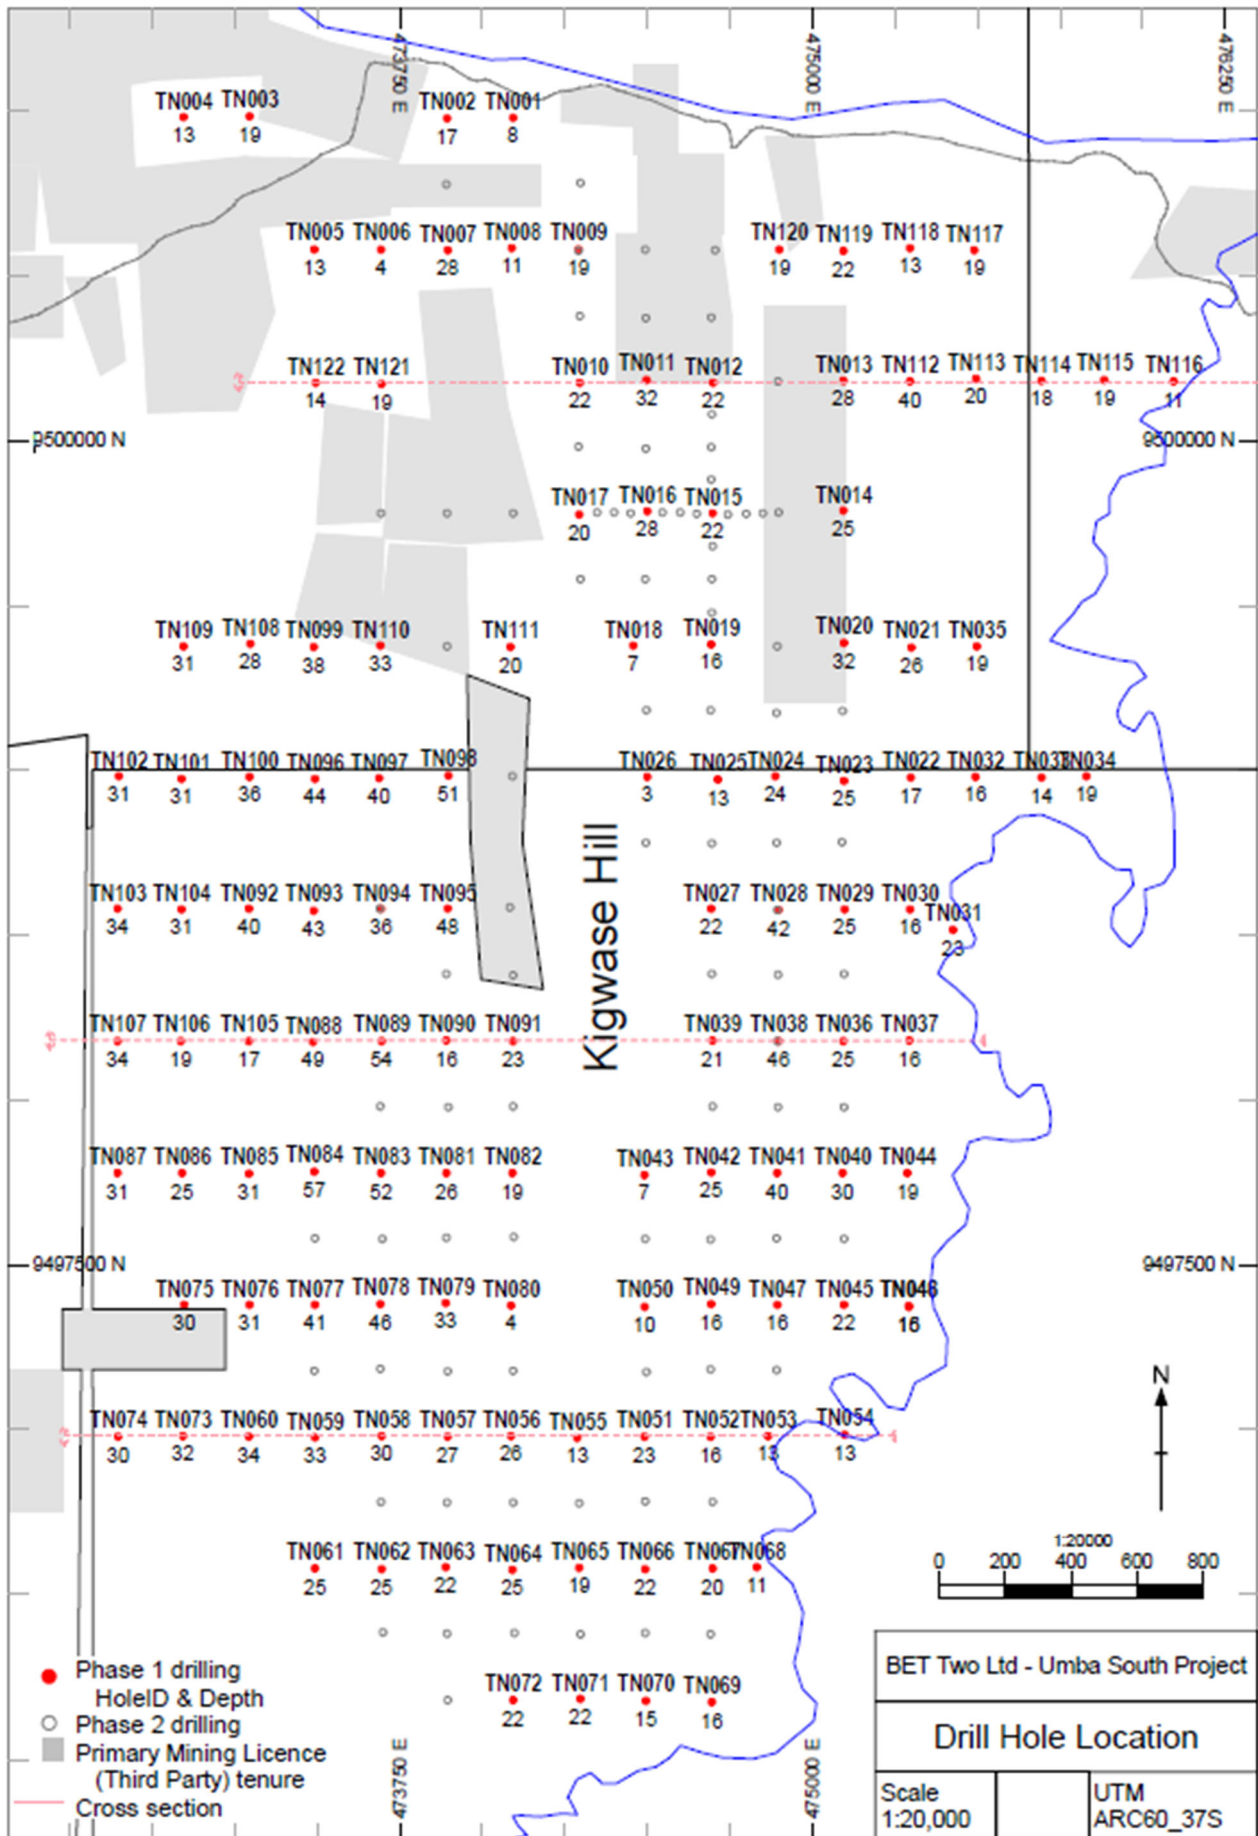 473750 E
475000 E
476250 E
TN004 TN003 TN002 TN001
13 19 17 8
TN005 TN006 TN007 TN008 TN009 TN120 TN119 TN118 TN117
13 4 28 11 19 19 22 13 19
TN122 TN121 TN010 TN011 TN012 TN013 TN112 TN113 TN114 TN115 TN116
14 19 22 32 22 28 40 20 18 19 11
9500000 N 9500000 N
TN017 TN016 TN015 TN014
20 28 22 25
TN109 TN108 TN099 TN110 TN111 TN018 TN019 TN020 TN021 TN035
31 28 38 33 20 7 16 32 26 19
TN102 TN101 TN100 TN096 TN097 TN098 TN026 TN025 TN024 TN023 TN022 TN032 TN033 TN034
31 31 36 44 40 51 3 13 24 25 17 16 14 19
Kigwase Hill
TN103 TN104 TN092 TN093 TN094 TN095 TN027 TN028 TN029 TN030 TN031
34 31 40 43 36 48 22 42 25 16 23
TN107 TN106 TN105 TN088 TN089 TN090 TN091 TN039 TN038 TN036 TN037
34 19 17 49 54 16 23 21 46 25 16
TN087 TN086 TN085 TN084 TN083 TN081 TN082 TN043 TN042 TN041 TN040 TN044
31 25 31 57 52 26 19 7 25 40 30 19
9497500 N 9497500 N
TN075 TN076 TN077 TN078 TN079 TN080 TN050 TN049 TN047 TN045
30 31 41 46 33 4 10 16 16 22 16
N
TN074 TN073 TN060 TN059 TN058 TN057 TN056 TN055 TN051 TN052 TN053 TN054
30 32 34 33 30 27 26 13 23 16 13 13
TN061 TN062 TN063 TN064 TN065 TN066 TN067 TN068
25 25 22 25 19 22 20 11
1:20000
0 200 400 600 800
TN072 TN071 TN070 TN069
22 22 15 16
473750 E
475000 E
Phase 1 drilling
HoleID & Depth
Phase 2 drilling
Primary Mining Licence
(Third Party) tenure
Cross section
BET Two Ltd - Umba South Project
Drill Hole Location
Scale
1:20,000
UTM
ARC60_37S